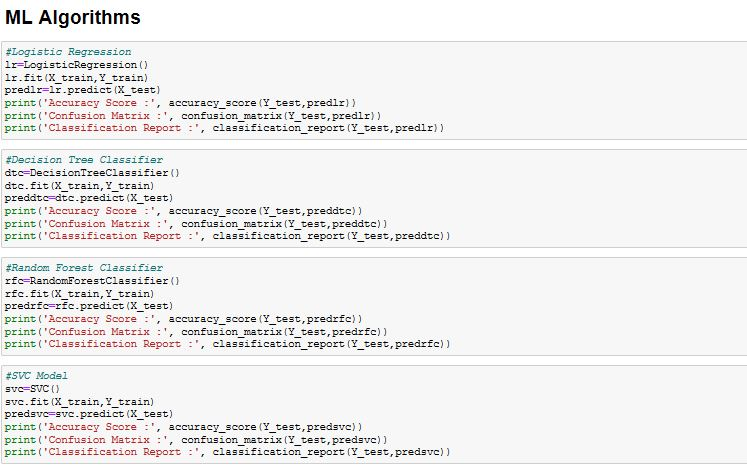 ML Algorithms
#Logistic Regression
lr=LogisticRegression()
lr.fit(X_train,Y_train)
predlr=lr.predict(X_test)
print('Accuracy Score :', accuracy_score(Y_test,predlr))
print('Confusion Matrix :', confusion_matrix(Y_test,predlr))
print('Classification Report :', classification_report(Y_test,predlr))
#Decision Tree Classifier
dtc=DecisionTreeClassifier()
dtc.fit(X_train,Y_train)
preddtc=dtc.predict(X_test)
print('Accuracy Score :', accuracy_score(Y_test,preddtc))
print('Confusion Matrix :', confusion_matrix(Y_test,preddtc))
print('Classification Report :', classification_report(Y_test,preddtc))
#Random Forest Classifier
rfc=RandomForestClassifier()
rfc.fit(X_train,Y_train)
predrfc=rfc.predict(X_test)
print('Accuracy Score :', accuracy_score(Y_test,predrfc))
print('Confusion Matrix :', confusion_matrix(Y_test,predrfc))
print('Classification Report :', classification_report(Y_test,predrfc))
#SVC Model
svc=SVC()
svc.fit(X_train,Y_train)
predsvc=svc.predict(X_test)
print('Accuracy Score :', accuracy_score(Y_test,predsvc))
print('Confusion Matrix :', confusion_matrix(Y_test,predsvc))
print('Classification Report :', classification_report(Y_test,predsvc))